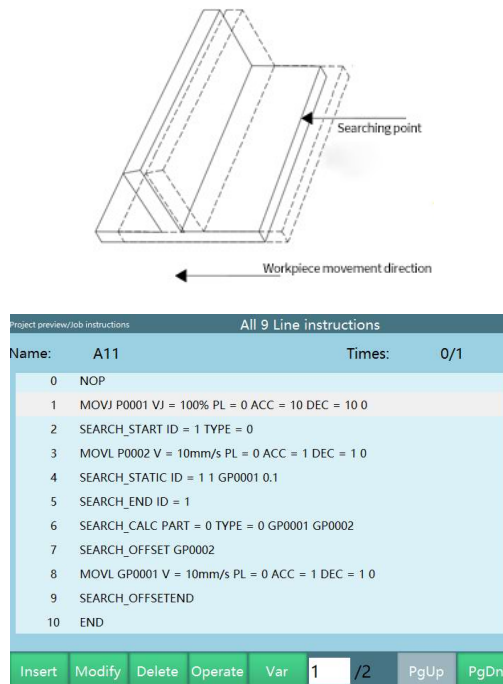 Searching point
Workpiece movement direction
Project preview/Job instructions All 9 Line instructions
Name: A11 Times: 0/1
0 NOP
1 MOVJ P0001 VJ = 100% PL = 0 ACC = 10 DEC = 10 0
2 SEARCH_START ID = 1 TYPE = 0
3 MOVL P0002 V = 10mm/s PL = 0 ACC = 1 DEC = 1 0
4 SEARCH_STATIC ID = 1 1 GP0001 0.1
5 SEARCH_END ID = 1
6 SEARCH_CALC PART = 0 TYPE = 0 GP0001 GP0002
7 SEARCH_OFFSET GP0002
8 MOVL GP0001 V = 10mm/s PL = 0 ACC = 1 DEC = 1 0
9 SEARCH_OFFSETEND
10 END
Insert Modify Delete Operate Var 1 /2 PgUp PgDn